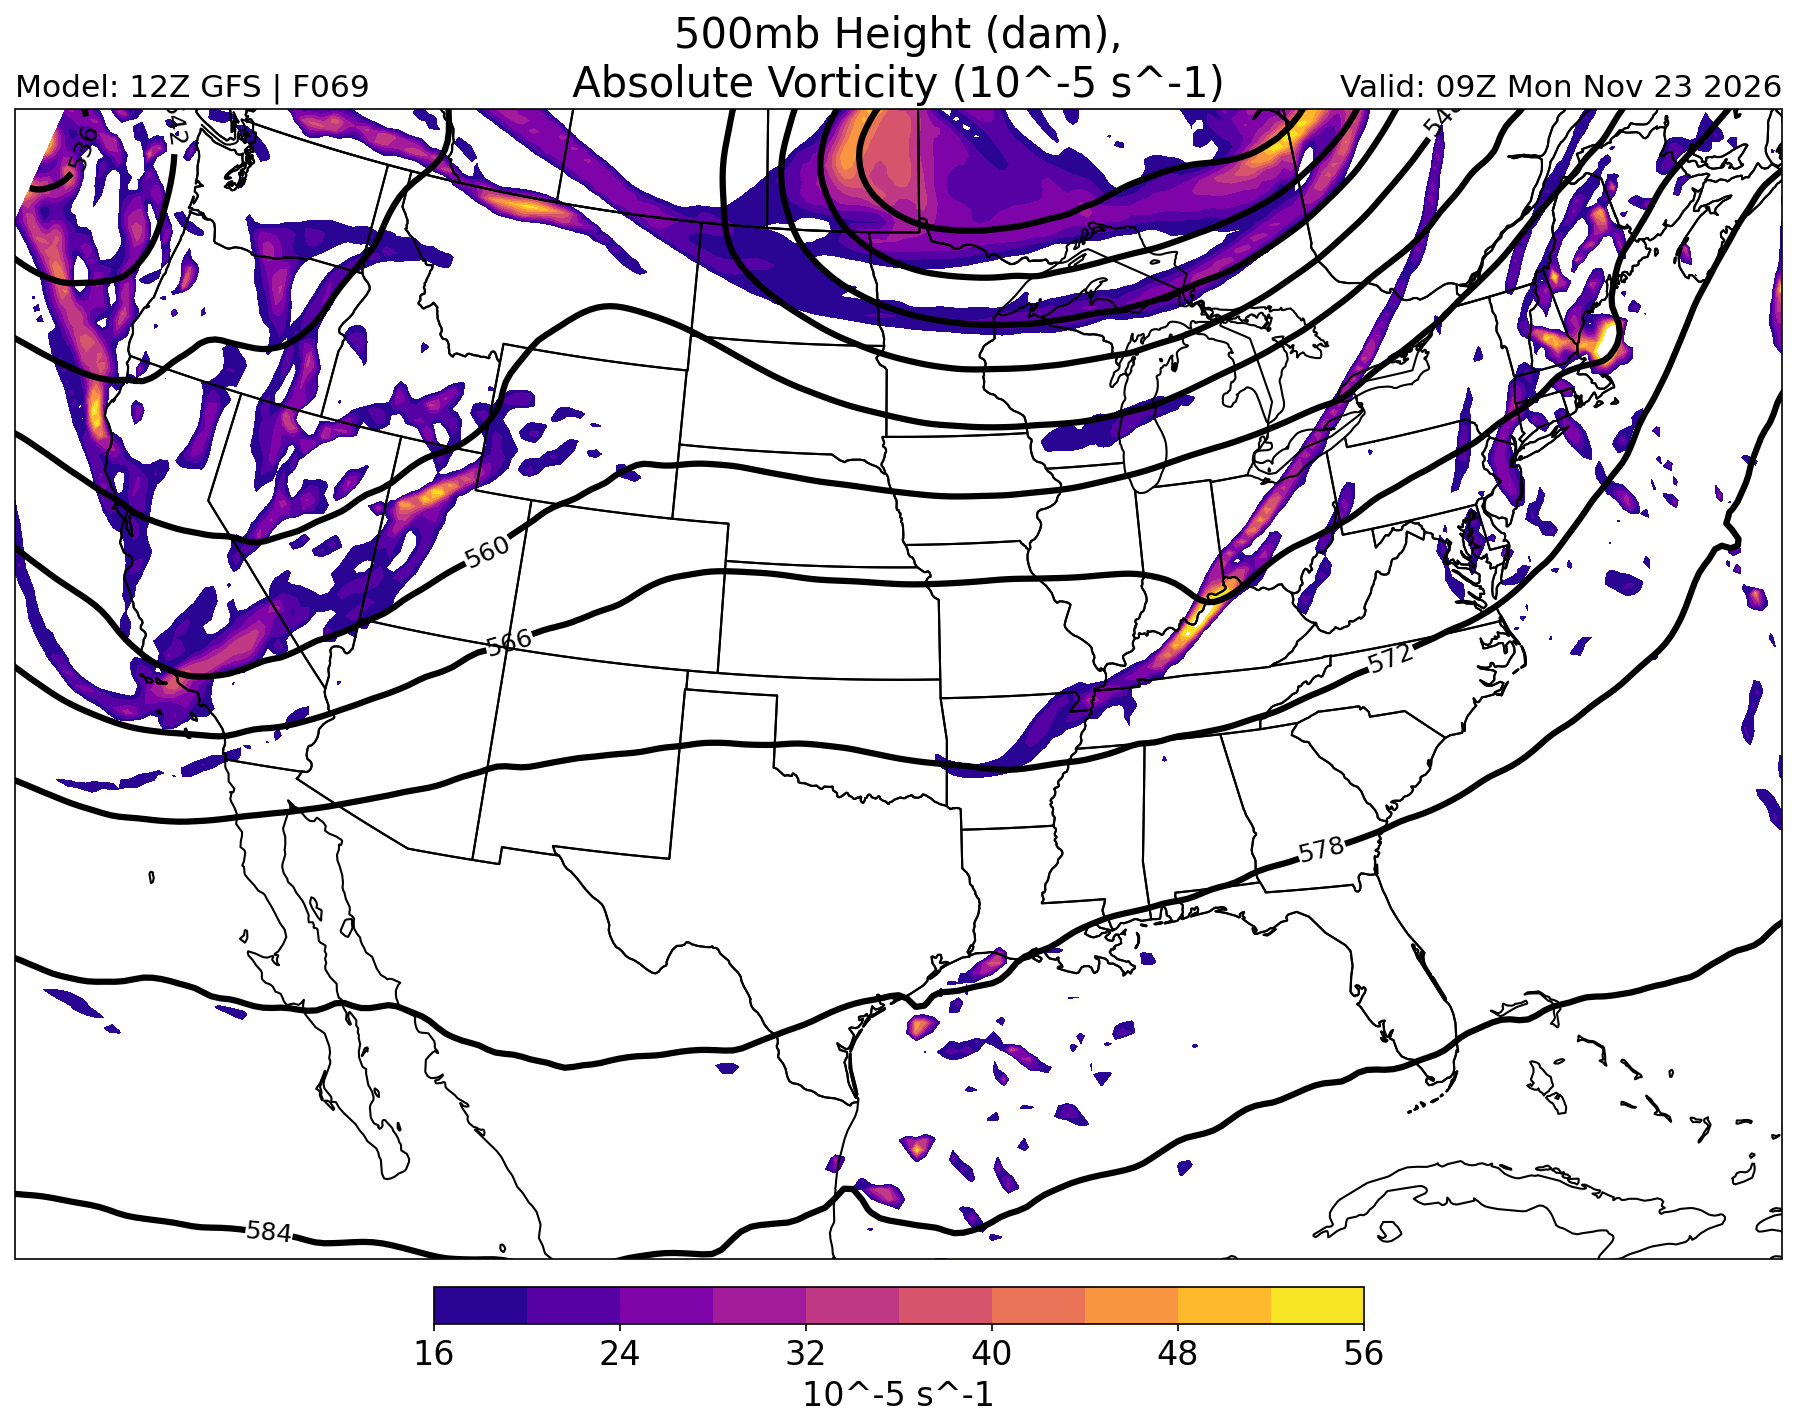 500mb Height (dam),
Absolute Vorticity (10^-5 s^-1)
Model: 12Z GFS | F069
Valid: 09Z Mon Nov 23 2026
536
542
560
566
572
578
584
16 24 32 40 48 56
10^-5 s^-1